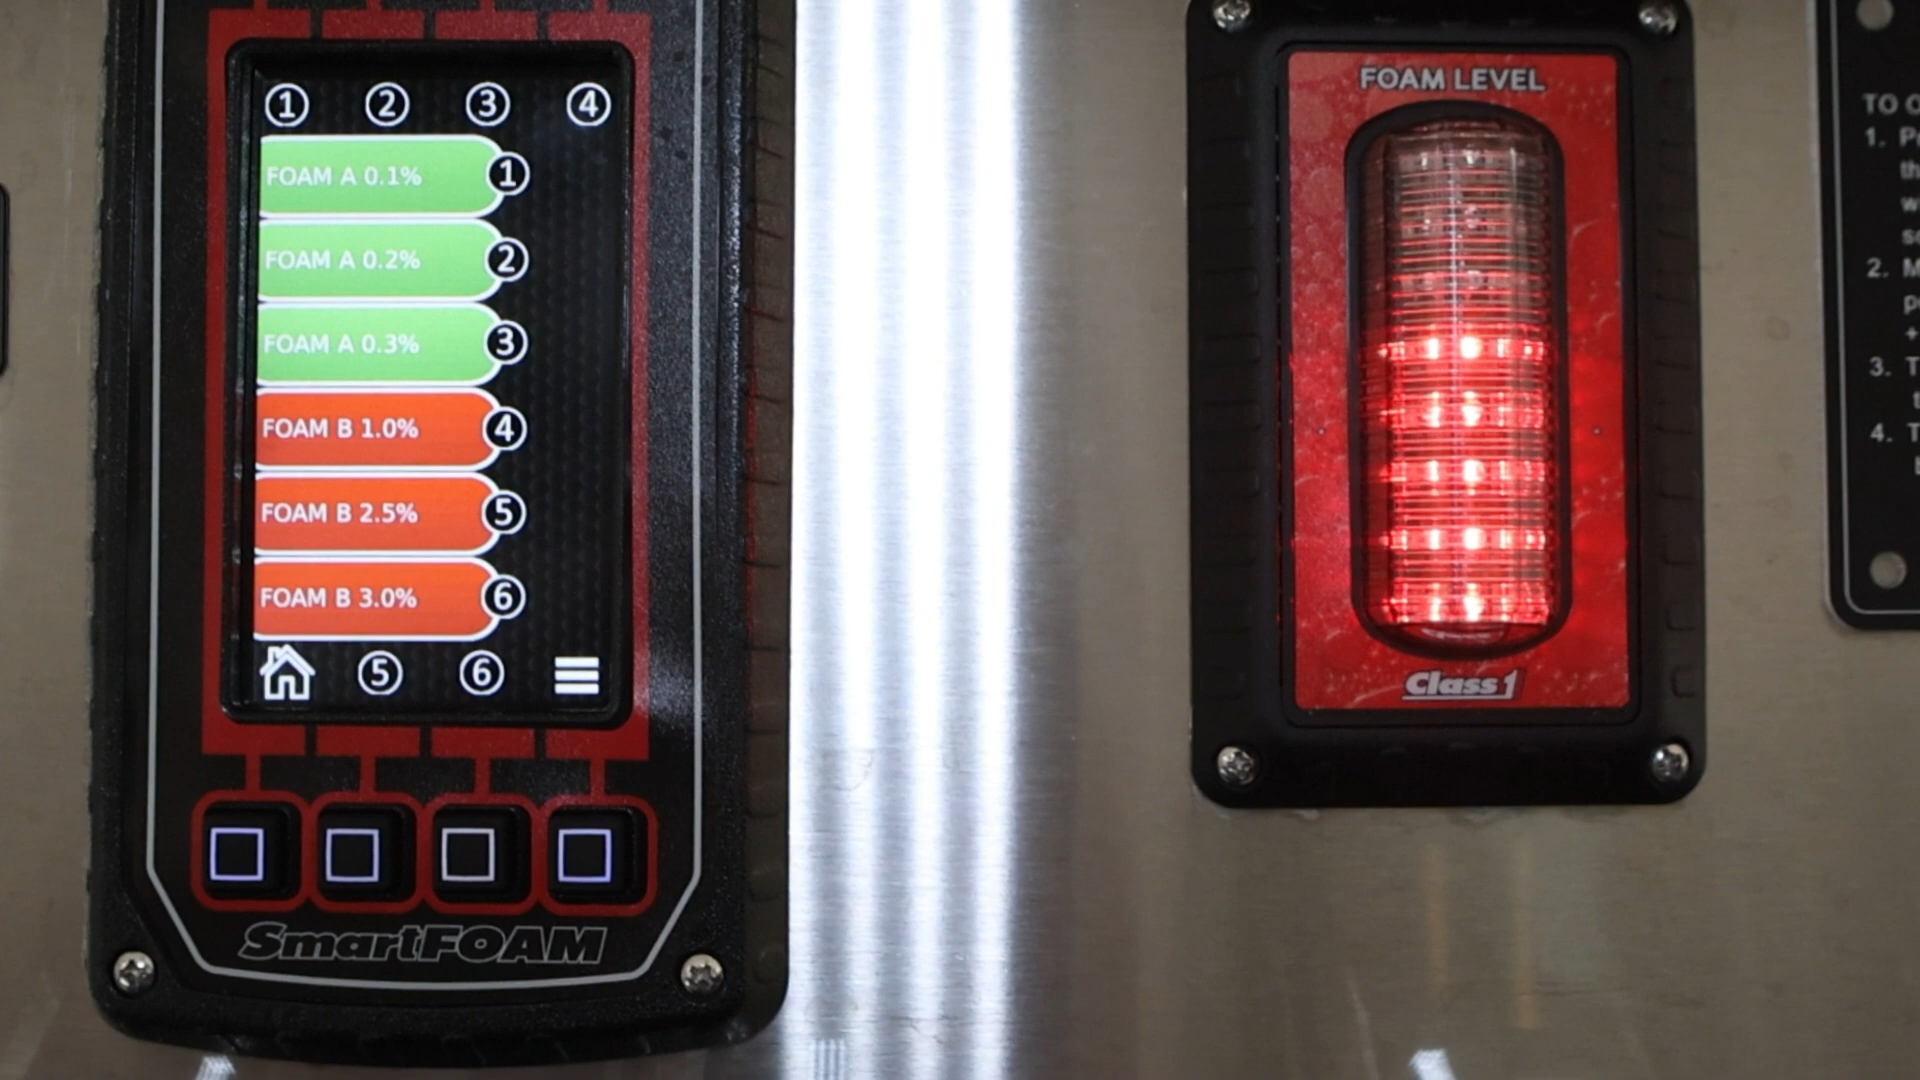 1 2 3 4
FOAM A 0.1% 1
FOAM A 0.2% 2
FOAM A 0.3% 3
FOAM B 1.0% 4
FOAM B 2.5% 5
FOAM B 3.0% 6
5 6
SmartFOAM
FOAM LEVEL
Class1
TO
1.
2.
3.
4.